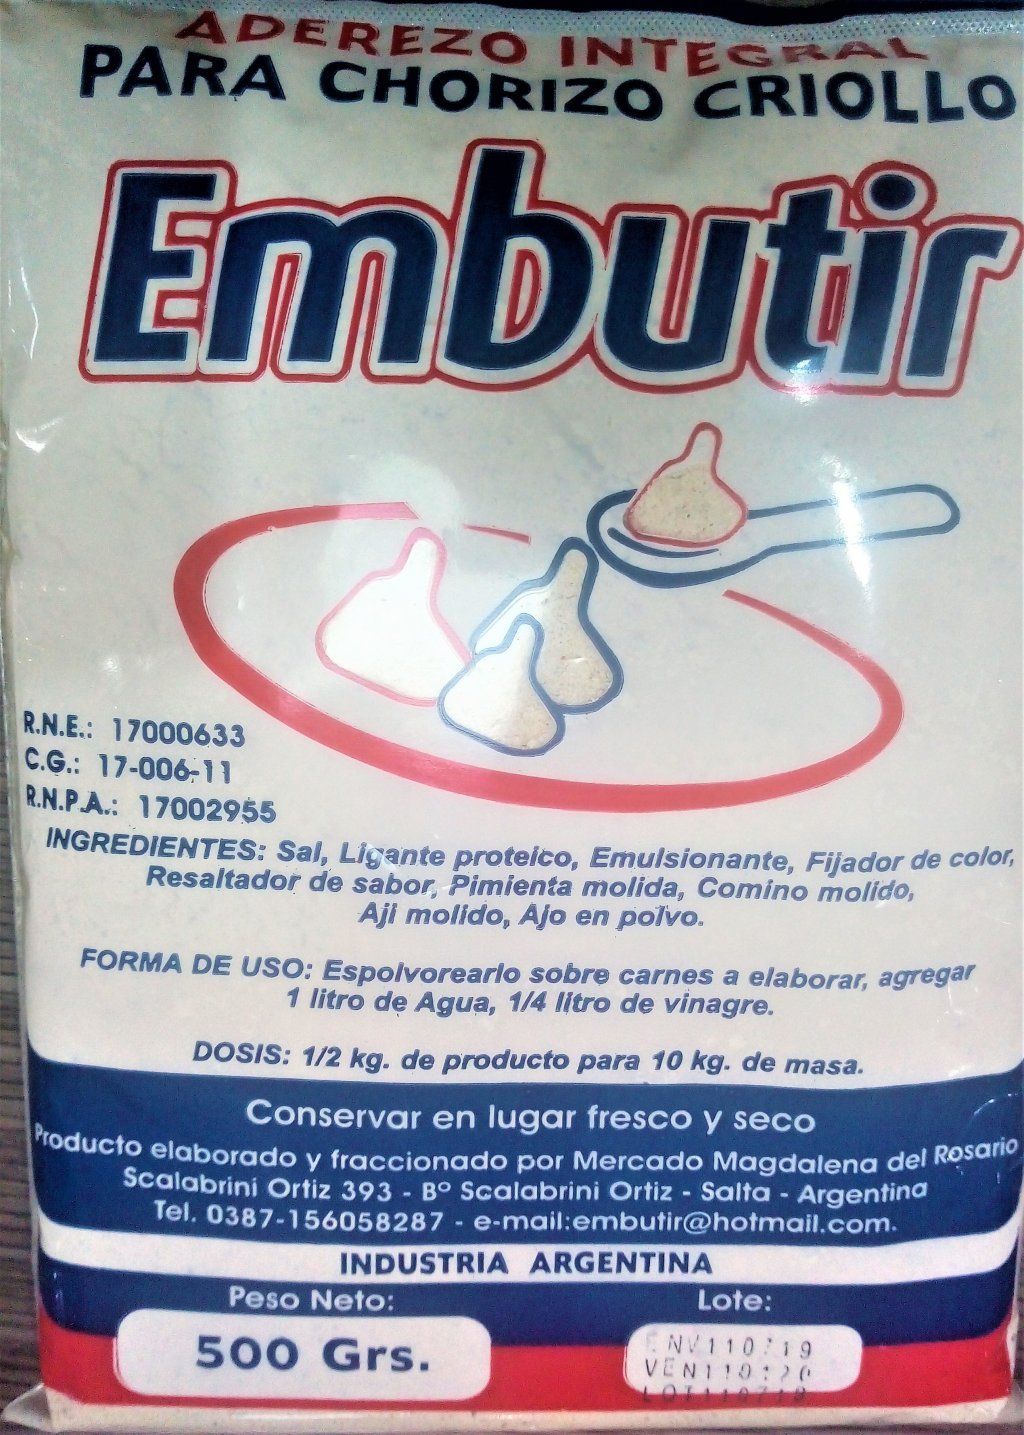 ADEREZO INTEGRAL
PARA CHORIZO CRIOLLO
Embutir
R.N.E.: 17000633
C.G.: 17-006-11
R.N.P.A.: 17002955
INGREDIENTES: Sal, Ligante proteico, Emulsionante, Fijador de color,
Resaltador de sabor, Pimienta molida, Comino molido,
Aji molido, Ajo en polvo.
FORMA DE USO: Espolvorearlo sobre carnes a elaborar, agregar
1 litro de Agua, 1/4 litro de vinagre.
DOSIS: 1/2 kg. de producto para 10 kg. de masa.
Conservar en lugar fresco y seco
Producto elaborado y fraccionado por Mercado Magdalena del Rosario
Scalabrini Ortiz 393 - Bº Scalabrini Ortiz - Salta - Argentina
Tel. 0387-156058287 - e-mail:embutir@hotmail.com.
INDUSTRIA ARGENTINA
Peso Neto:
Lote:
500 Grs.